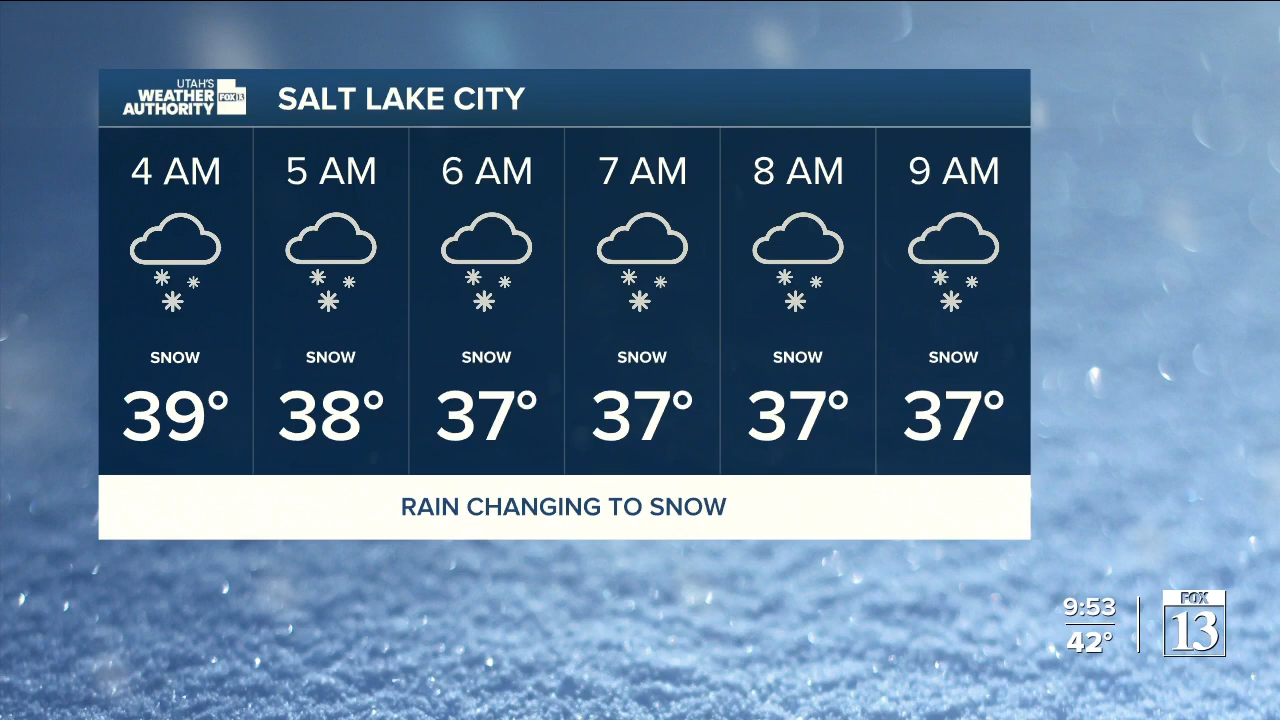 UTAH'S
WEATHER
AUTHORITY
FOX 13
SALT LAKE CITY
4 AM 5 AM 6 AM 7 AM 8 AM 9 AM
SNOW SNOW SNOW SNOW SNOW SNOW
39° 38° 37° 37° 37° 37°
RAIN CHANGING TO SNOW
9:53
42°
FOX
13